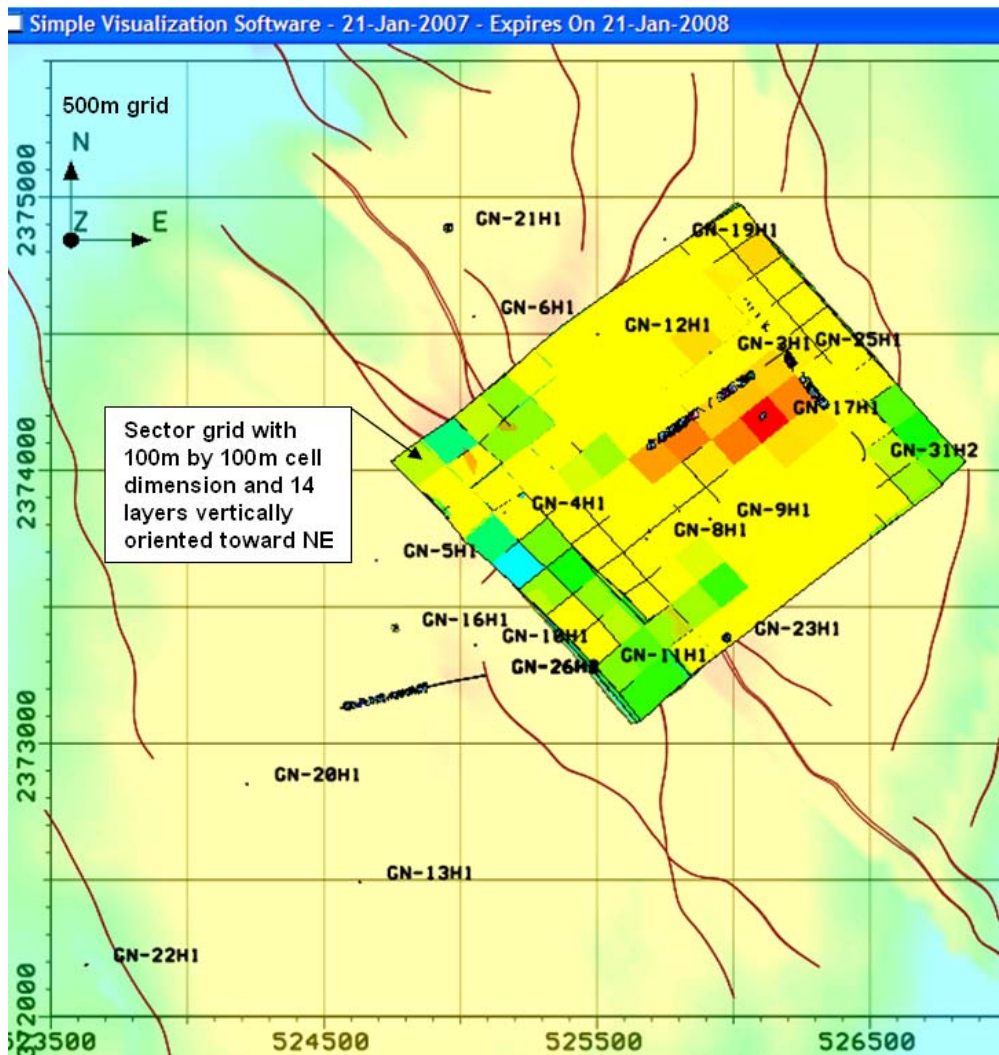 Simple Visualization Software - 21-Jan-2007 - Expires On 21-Jan-2008
500m grid
N
Z
E
2375000
GN-21H1
GN-19H1
GN-6H1
GN-12H1
GN-3H1
GN-25H1
GN-17H1
Sector grid with
100m by 100m cell
dimension and 14
layers vertically
oriented toward NE
2374000
GN-31H2
GN-4H1
GN-9H1
GN-8H1
GN-5H1
GN-16H1
GN-10H1
GN-23H1
GN-11H1
2373000
GN-20H1
GN-13H1
GN-22H1
524500
525500
526500